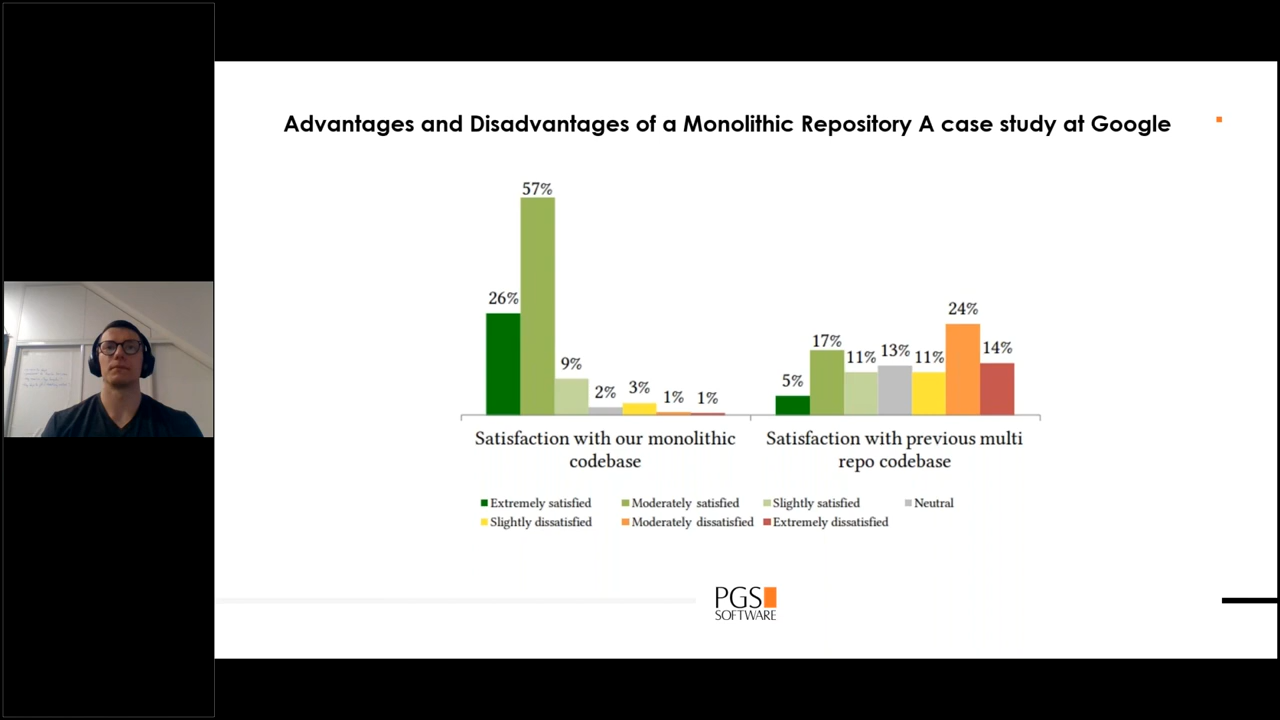 Advantages and Disadvantages of a Monolithic Repository A case study at Google
57%
26%
9%
2%
3%
1%
1%
5%
17%
11%
13%
11%
24%
14%
Satisfaction with our monolithic
codebase
Satisfaction with previous multi
repo codebase
Extremely satisfied
Moderately satisfied
Slightly satisfied
Neutral
Slightly dissatisfied
Moderately dissatisfied
Extremely dissatisfied
PGS
SOFTWARE